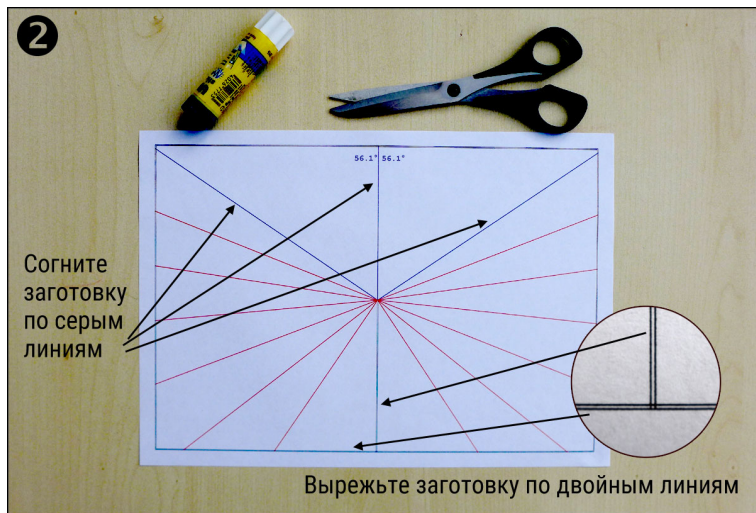 2
56.1° 56.1°
Согните
заготовку
по серым
линиям
Вырежьте заготовку по двойным линиям